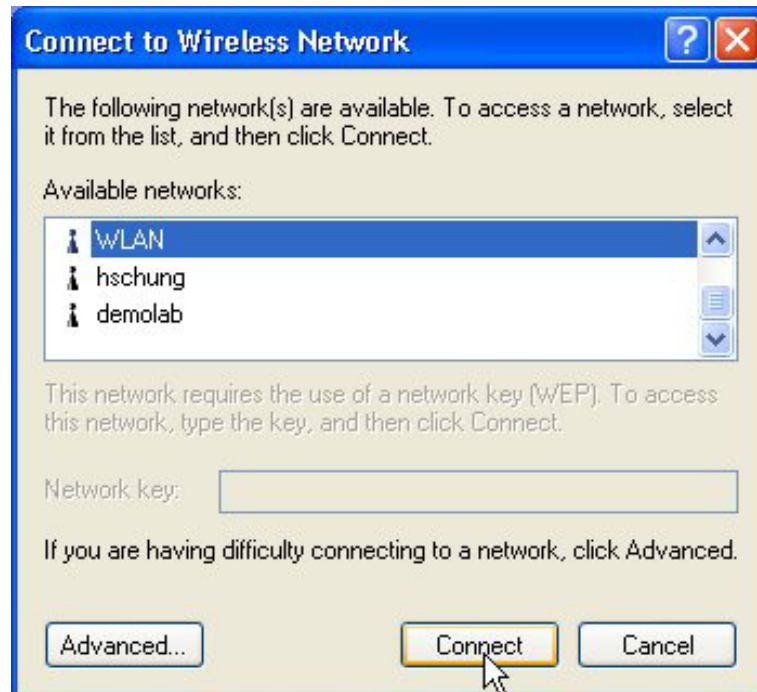 Connect to Wireless Network
The following network(s) are available. To access a network, select
it from the list, and then click Connect.
Available networks:
WLAN
hschung
demolab
This network requires the use of a network key (WEP). To access
this network, type the key, and then click Connect.
Network key:
If you are having difficulty connecting to a network, click Advanced.
Advanced... Connect Cancel